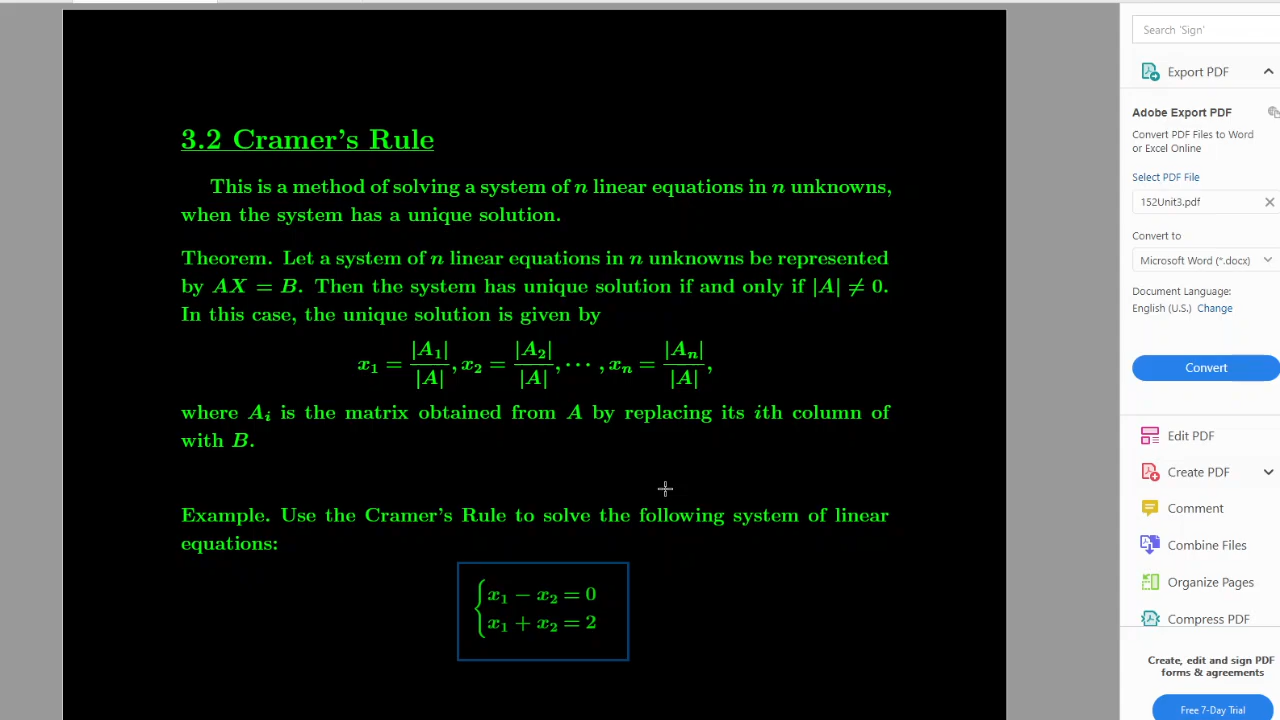 3.2 Cramer's Rule
This is a method of solving a system of n linear equations in n unknowns,
when the system has a unique solution.
Theorem. Let a system of n linear equations in n unknowns be represented
by AX = B. Then the system has unique solution if and only if |A| ≠ 0.
In this case, the unique solution is given by
x₁ = |A₁|/|A|, x₂ = |A₂|/|A|, ⋯, xₙ = |Aₙ|/|A|,
where Aᵢ is the matrix obtained from A by replacing its ith column of
with B.
Example. Use the Cramer's Rule to solve the following system of linear
equations:
{ x₁ − x₂ = 0
x₁ + x₂ = 2
Search 'Sign'
Export PDF
Adobe Export PDF
Convert PDF Files to Word
or Excel Online
Select PDF File
152Unit3.pdf
Convert to
Microsoft Word (*.docx)
Document Language:
English (U.S.) Change
Convert
Edit PDF
Create PDF
Comment
Combine Files
Organize Pages
Compress PDF
Create, edit and sign PDF
forms & agreements
Free 7-Day Trial